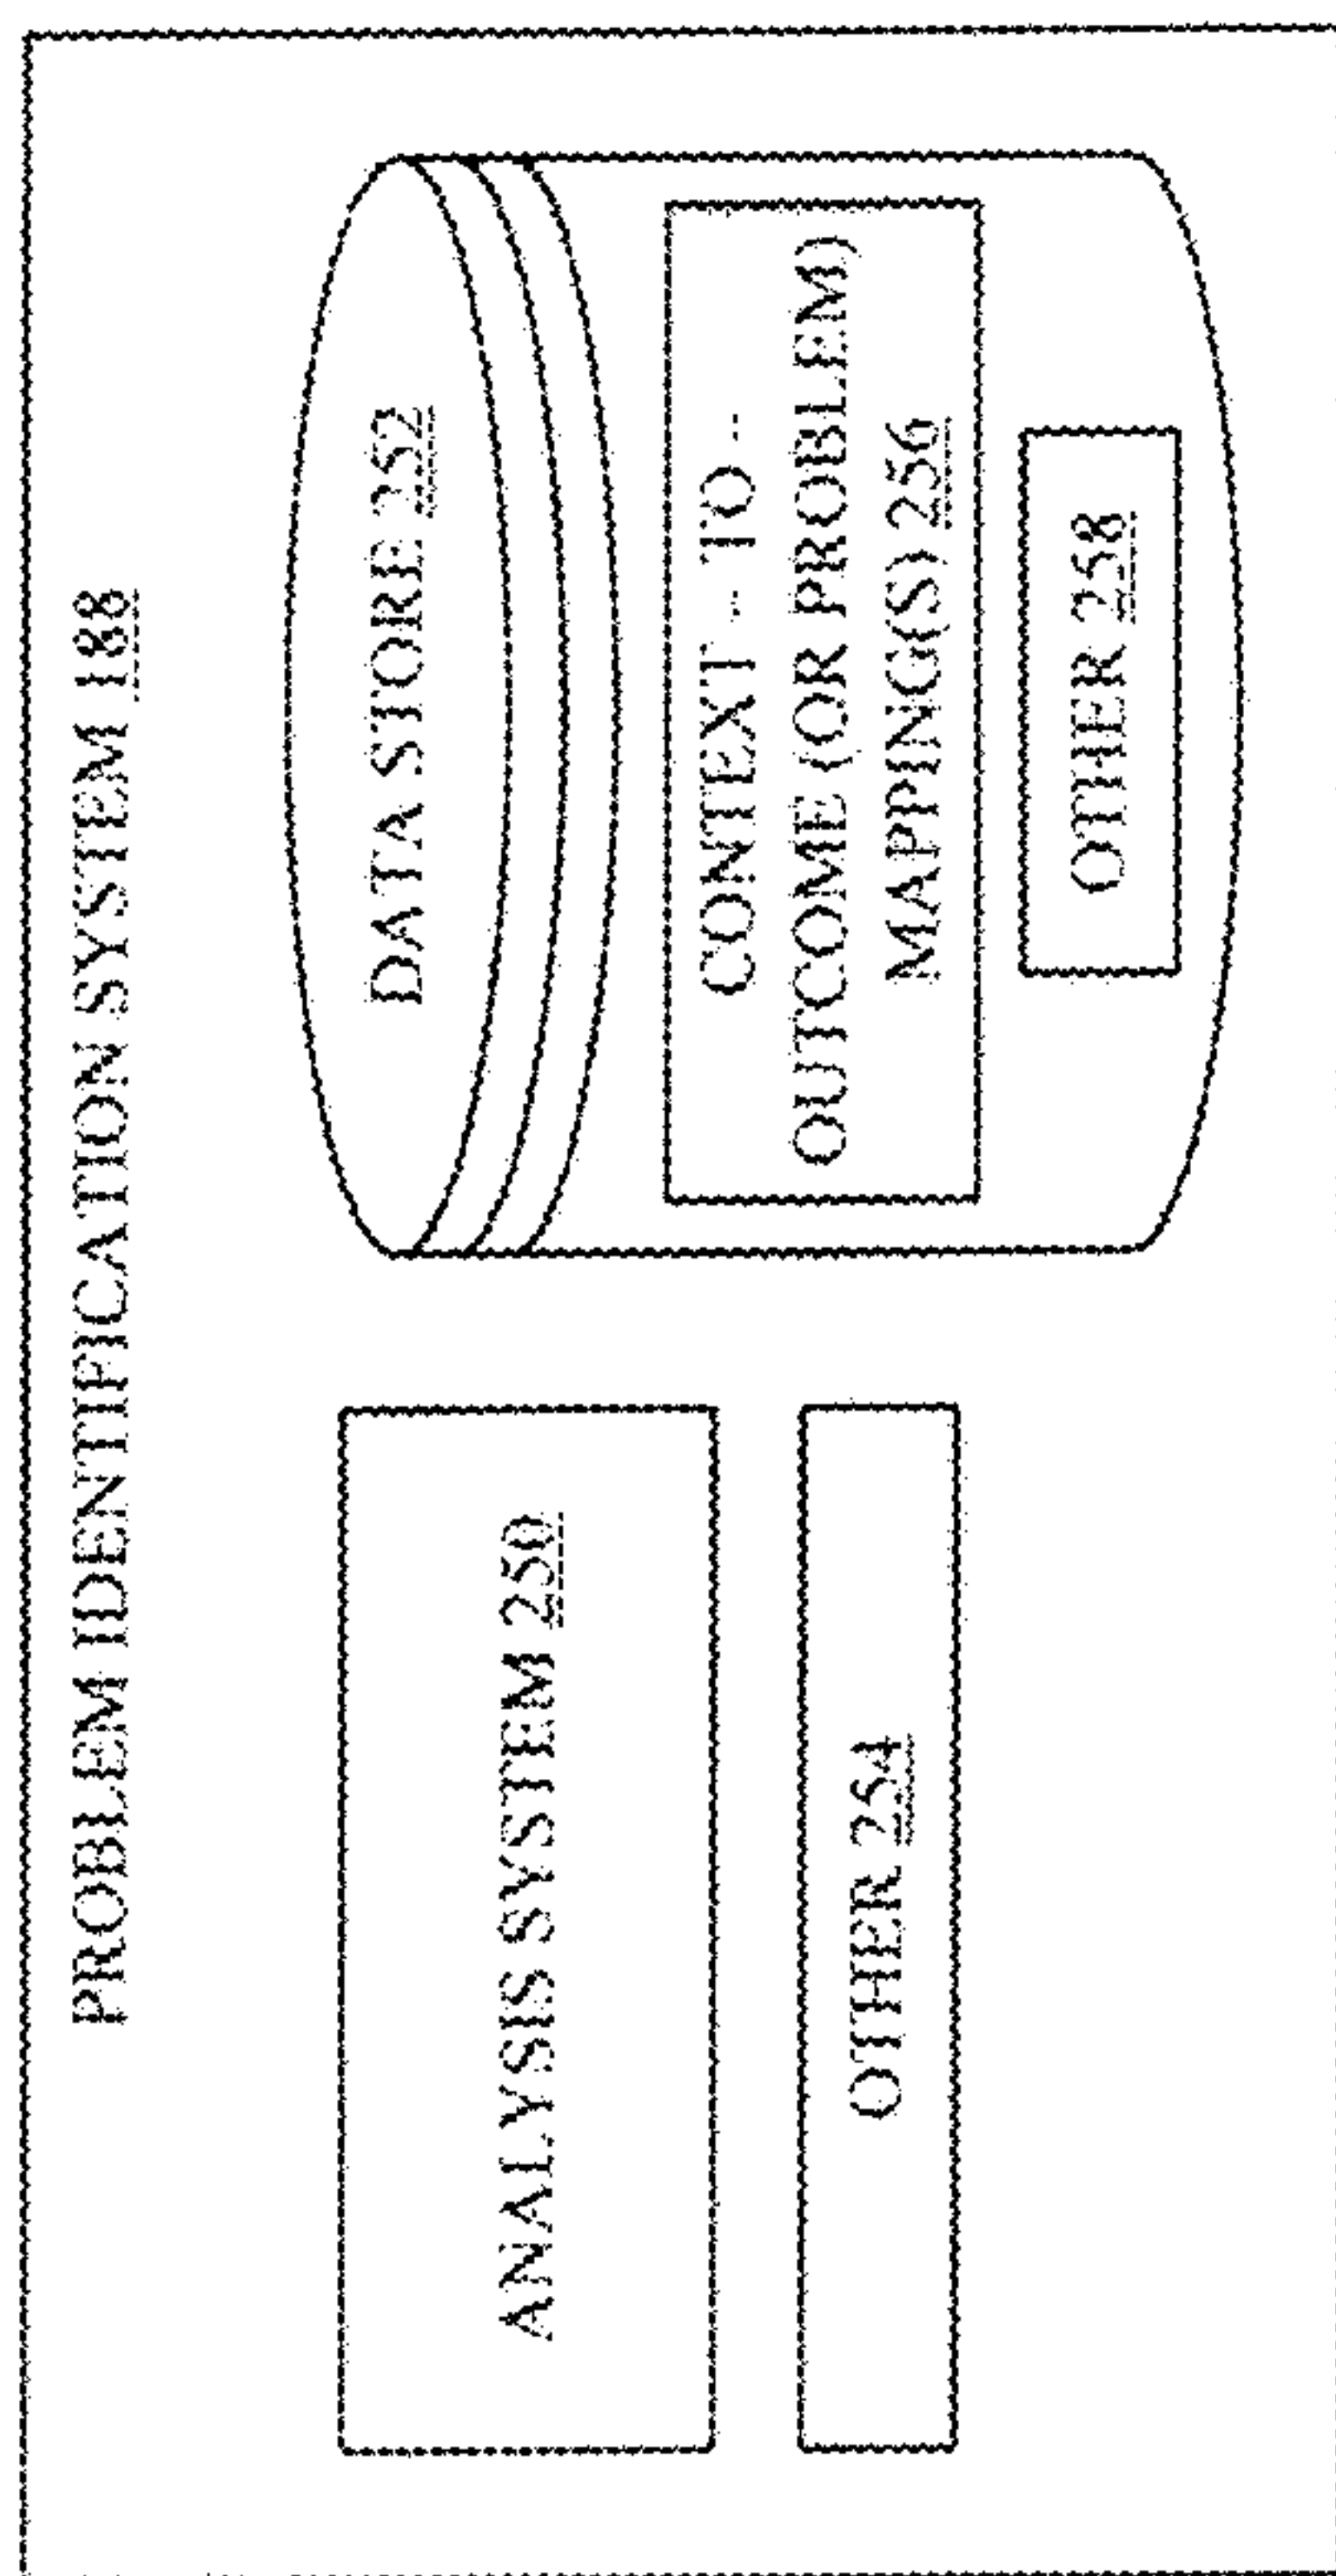 PROBLEM IDENTIFICATION SYSTEM 188
ANALYSIS SYSTEM 250
OTHER 254
DATA STORE 252
CONTEXT - TO -
OUTCOME (OR PROBLEM)
MAPPING(S) 256
OTHER 258